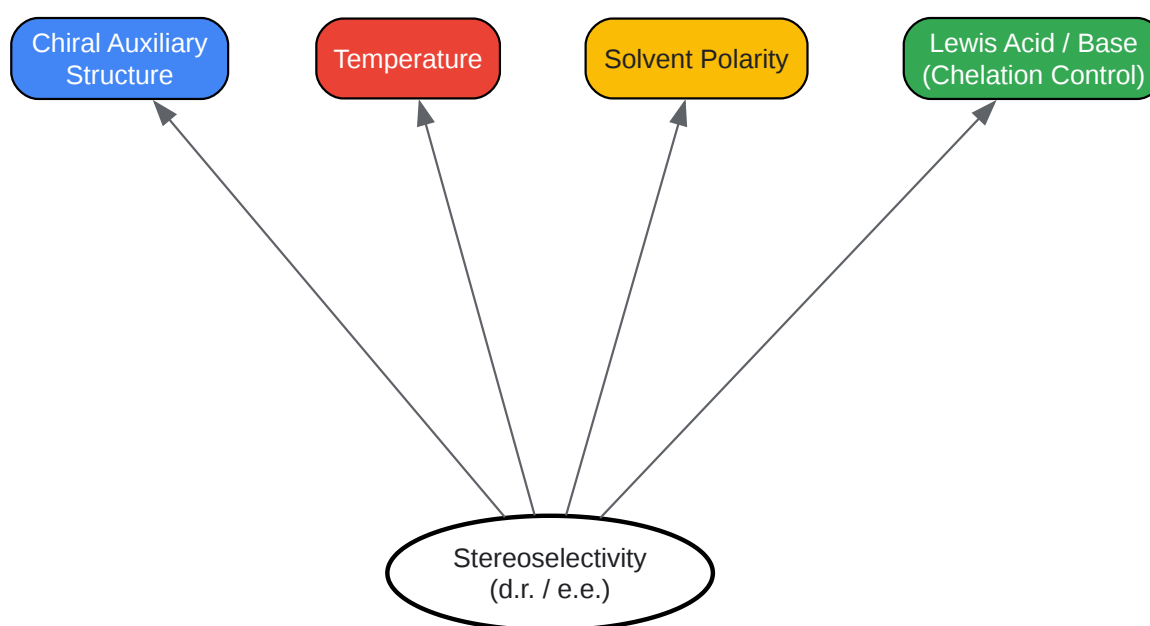 Chiral Auxiliary
Structure
Temperature
Solvent Polarity
Lewis Acid / Base
(Chelation Control)
Stereoselectivity
(d.r. / e.e.)